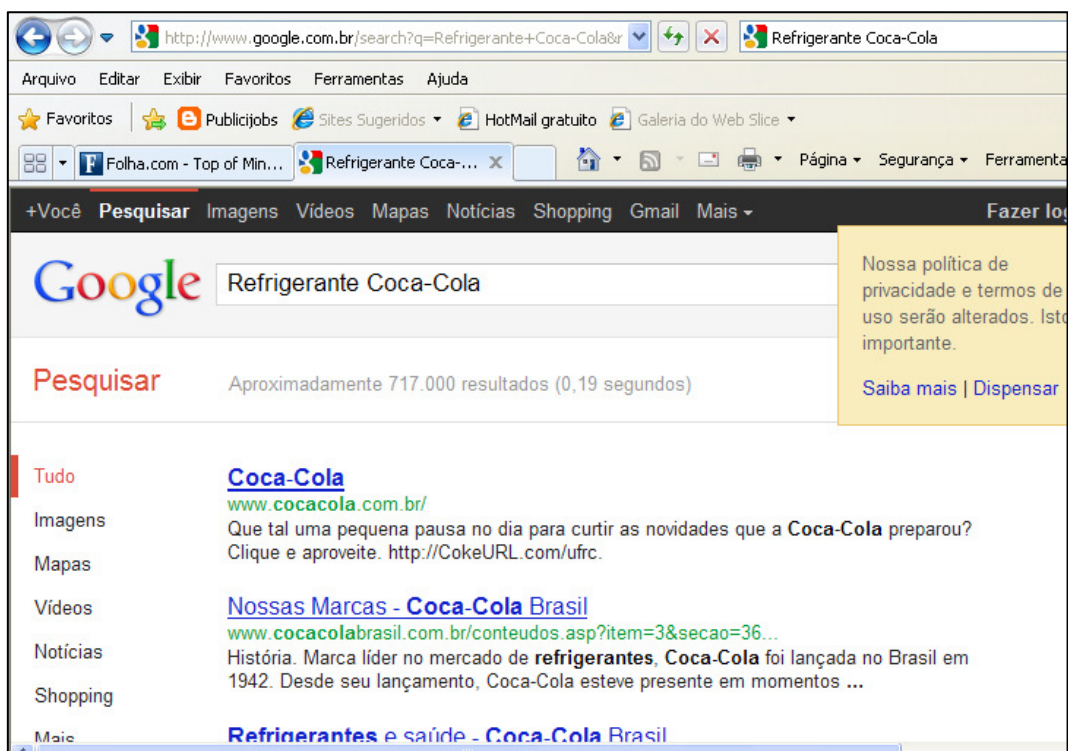 http://www.google.com.br/search?q=Refrigerante+Coca-Cola&r
Refrigerante Coca-Cola
Arquivo Editar Exibir Favoritos Ferramentas Ajuda
Favoritos Publicijobs Sites Sugeridos HotMail gratuito Galeria do Web Slice
Folha.com - Top of Min... Refrigerante Coca-... X Página Segurança Ferramenta
+Você Pesquisar Imagens Vídeos Mapas Notícias Shopping Gmail Mais Fazer log
Google Refrigerante Coca-Cola
Nossa política de
privacidade e termos de
uso serão alterados. Isto
importante.
Saiba mais | Dispensar
Pesquisar Aproximadamente 717.000 resultados (0,19 segundos)
Tudo
Imagens
Mapas
Vídeos
Notícias
Shopping
Mais
Coca-Cola
www.cocacola.com.br/
Que tal uma pequena pausa no dia para curtir as novidades que a Coca-Cola preparou?
Clique e aproveite. http://CokeURL.com/ufrc.
Nossas Marcas - Coca-Cola Brasil
www.cocacolabrasil.com.br/conteudos.asp?item=3&secao=36...
História. Marca líder no mercado de refrigerantes, Coca-Cola foi lançada no Brasil em
1942. Desde seu lançamento, Coca-Cola esteve presente em momentos ...
Refrigerantes e saúde - Coca-Cola Brasil